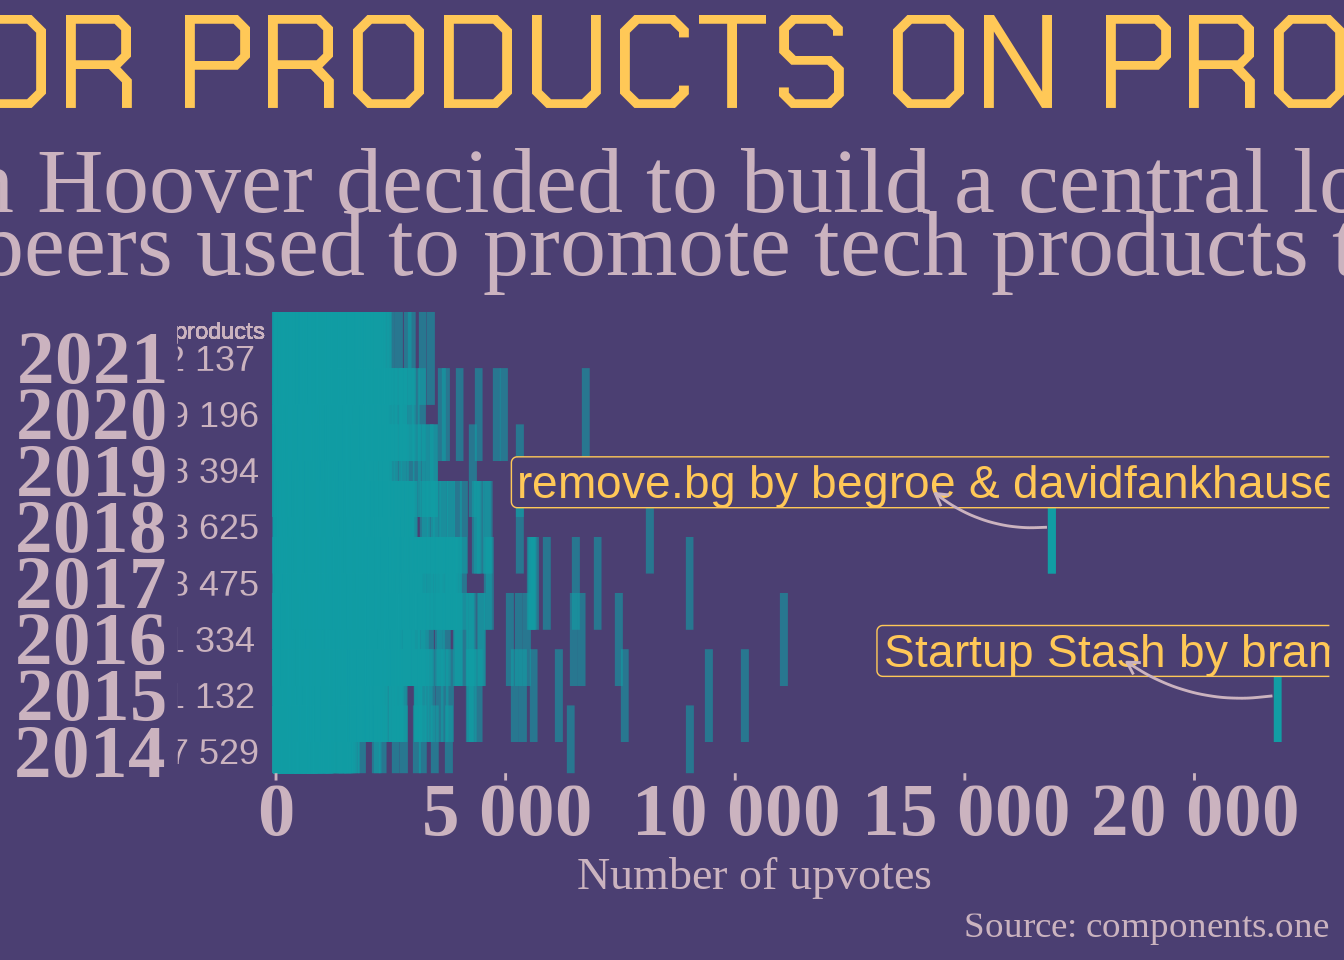 OR PRODUCTS ON PRO
Hoover decided to build a central lo
peers used to promote tech products t
products
2021 2 137
2020 9 196
2019 3 394
remove.bg by begroe & davidfankhause
2018 3 625
2017 3 475
2016 1 334
Startup Stash by bram
2015 1 132
2014 7 529
0 5 000 10 000 15 000 20 000
Number of upvotes
Source: components.one